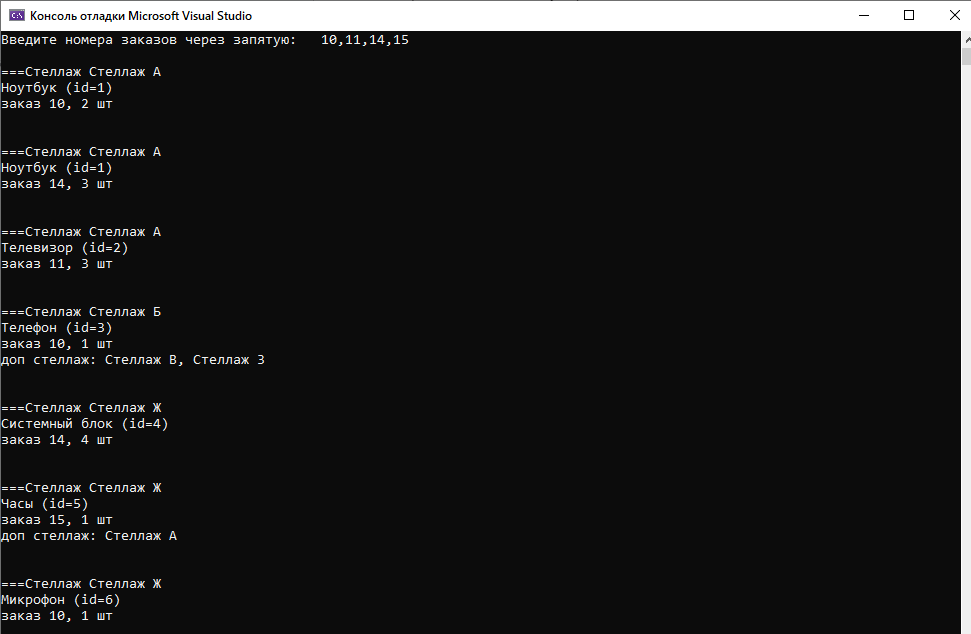 Консоль отладки Microsoft Visual Studio
Введите номера заказов через запятую:   10,11,14,15
===Стеллаж Стеллаж А
Ноутбук (id=1)
заказ 10, 2 шт
===Стеллаж Стеллаж А
Ноутбук (id=1)
заказ 14, 3 шт
===Стеллаж Стеллаж А
Телевизор (id=2)
заказ 11, 3 шт
===Стеллаж Стеллаж Б
Телефон (id=3)
заказ 10, 1 шт
доп стеллаж: Стеллаж В, Стеллаж З
===Стеллаж Стеллаж Ж
Системный блок (id=4)
заказ 14, 4 шт
===Стеллаж Стеллаж Ж
Часы (id=5)
заказ 15, 1 шт
доп стеллаж: Стеллаж А
===Стеллаж Стеллаж Ж
Микрофон (id=6)
заказ 10, 1 шт